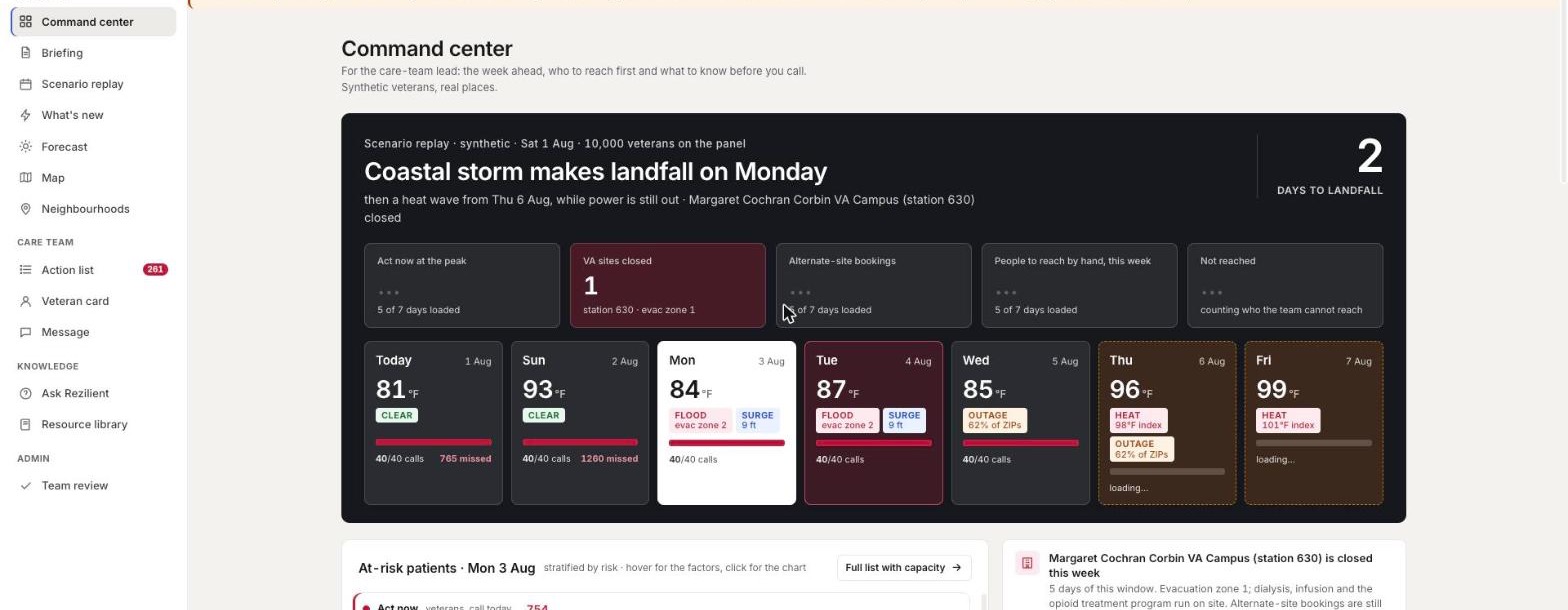 Command center
Briefing
Scenario replay
What's new
Forecast
Map
Neighbourhoods
CARE TEAM
Action list 261
Veteran card
Message
KNOWLEDGE
Ask Rezilient
Resource library
ADMIN
Team review
Command center
For the care-team lead: the week ahead, who to reach first and what to know before you call.
Synthetic veterans, real places.
Scenario replay · synthetic · Sat 1 Aug · 10,000 veterans on the panel
Coastal storm makes landfall on Monday
then a heat wave from Thu 6 Aug, while power is still out · Margaret Cochran Corbin VA Campus (station 630)
closed
2
DAYS TO LANDFALL
Act now at the peak
...
5 of 7 days loaded
VA sites closed
1
station 630 · evac zone 1
Alternate-site bookings
...
5 of 7 days loaded
People to reach by hand, this week
...
5 of 7 days loaded
Not reached
...
counting who the team cannot reach
Today 1 Aug
81 °F
CLEAR
40/40 calls 765 missed
Sun 2 Aug
93 °F
CLEAR
40/40 calls 1260 missed
Mon 3 Aug
84 °F
FLOOD
evac zone 2
SURGE
9 ft
40/40 calls
Tue 4 Aug
87 °F
FLOOD
evac zone 2
SURGE
9 ft
40/40 calls
Wed 5 Aug
85 °F
OUTAGE
62% of ZIPs
40/40 calls
Thu 6 Aug
96 °F
HEAT
98°F index
OUTAGE
62% of ZIPs
loading...
Fri 7 Aug
99 °F
HEAT
101°F index
loading...
At-risk patients · Mon 3 Aug stratified by risk · hover for the factors, click for the chart
Full list with capacity →
Act now veterans, call today 754
Margaret Cochran Corbin VA Campus (station 630) is closed
this week
5 days of this window. Evacuation zone 1; dialysis, infusion and the
opioid treatment program run on site. Alternate-site bookings are still